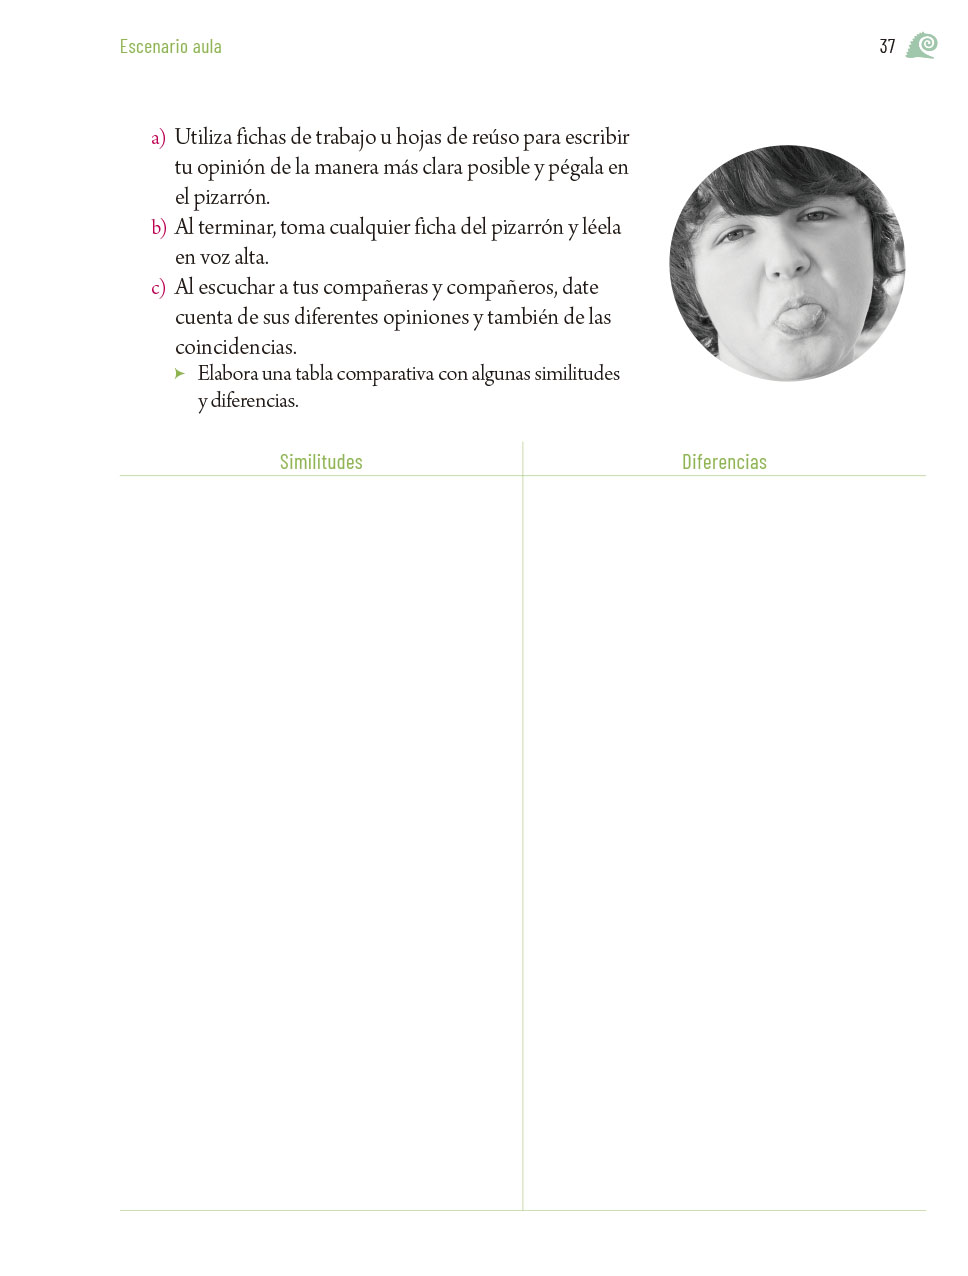 Escenario aula
37
a) Utiliza fichas de trabajo u hojas de reúso para escribir
tu opinión de la manera más clara posible y pégala en
el pizarrón.
b) Al terminar, toma cualquier ficha del pizarrón y léela
en voz alta.
c) Al escuchar a tus compañeras y compañeros, date
cuenta de sus diferentes opiniones y también de las
coincidencias.
➤ Elabora una tabla comparativa con algunas similitudes
y diferencias.
Similitudes
Diferencias